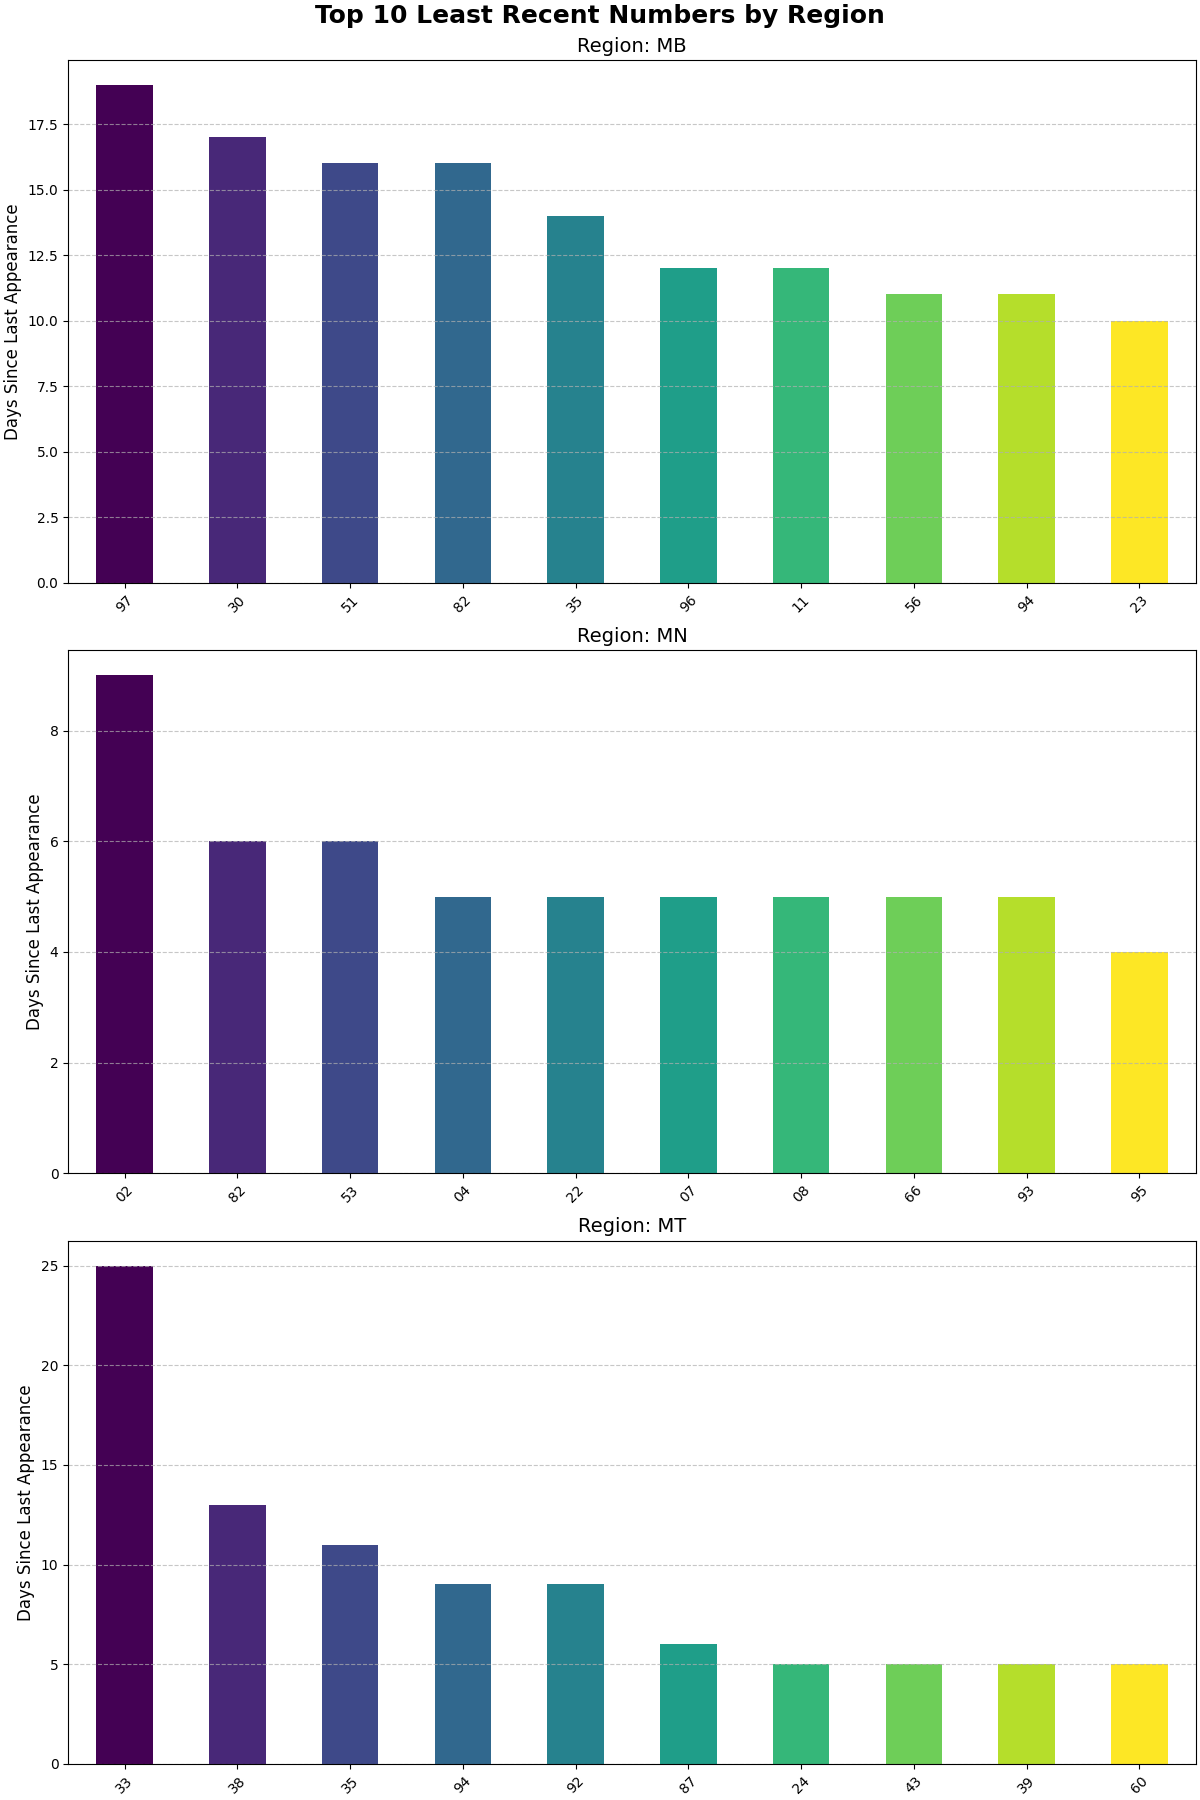 Top 10 Least Recent Numbers by Region
Region: MB
Days Since Last Appearance
17.5
15.0
12.5
10.0
7.5
5.0
2.5
0.0
97 30 51 82 35 96 11 56 94 23
Region: MN
Days Since Last Appearance
8
6
4
2
0
02 82 53 04 22 07 08 66 93 95
Region: MT
Days Since Last Appearance
25
20
15
10
5
0
33 38 35 94 92 87 24 43 39 60